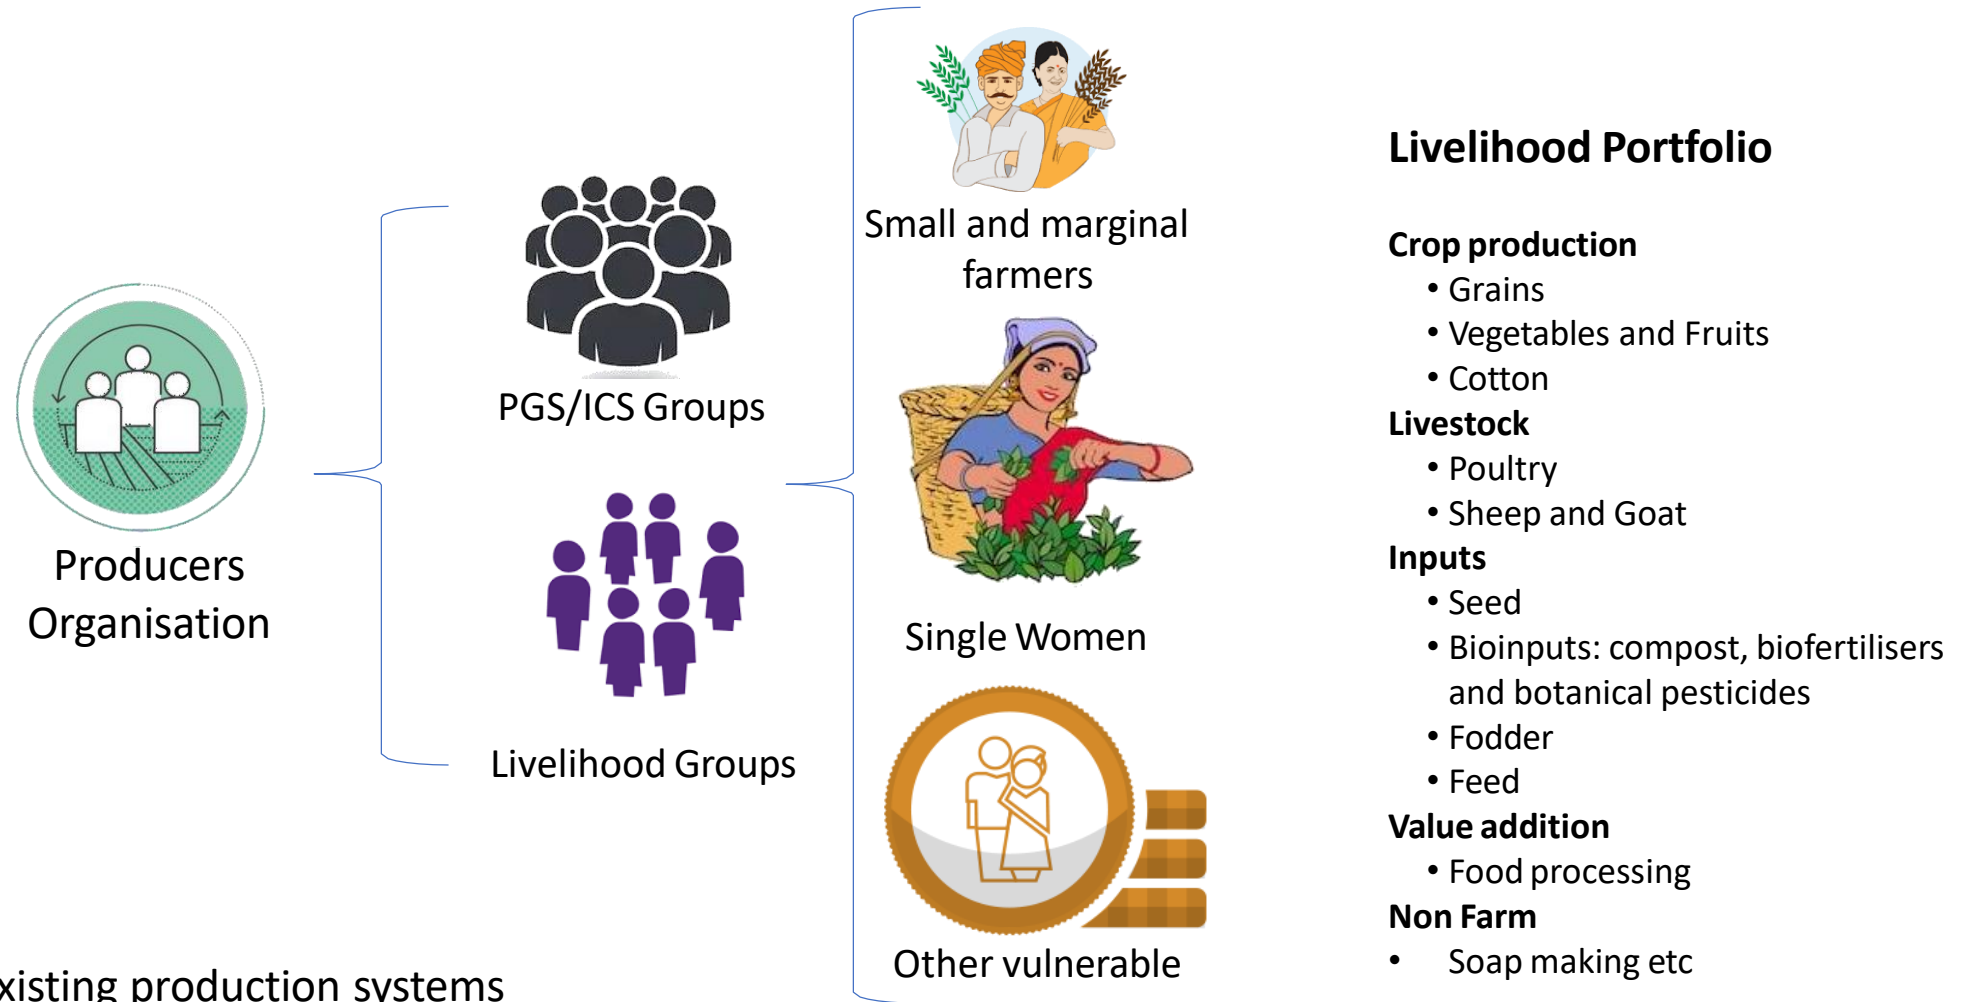 Producers
Organisation
PGS/ICS Groups
Livelihood Groups
Small and marginal
farmers
Single Women
Other vulnerable
Livelihood Portfolio
Crop production
• Grains
• Vegetables and Fruits
• Cotton
Livestock
• Poultry
• Sheep and Goat
Inputs
• Seed
• Bioinputs: compost, biofertilisers
and botanical pesticides
• Fodder
• Feed
Value addition
• Food processing
Non Farm
• Soap making etc
production systems